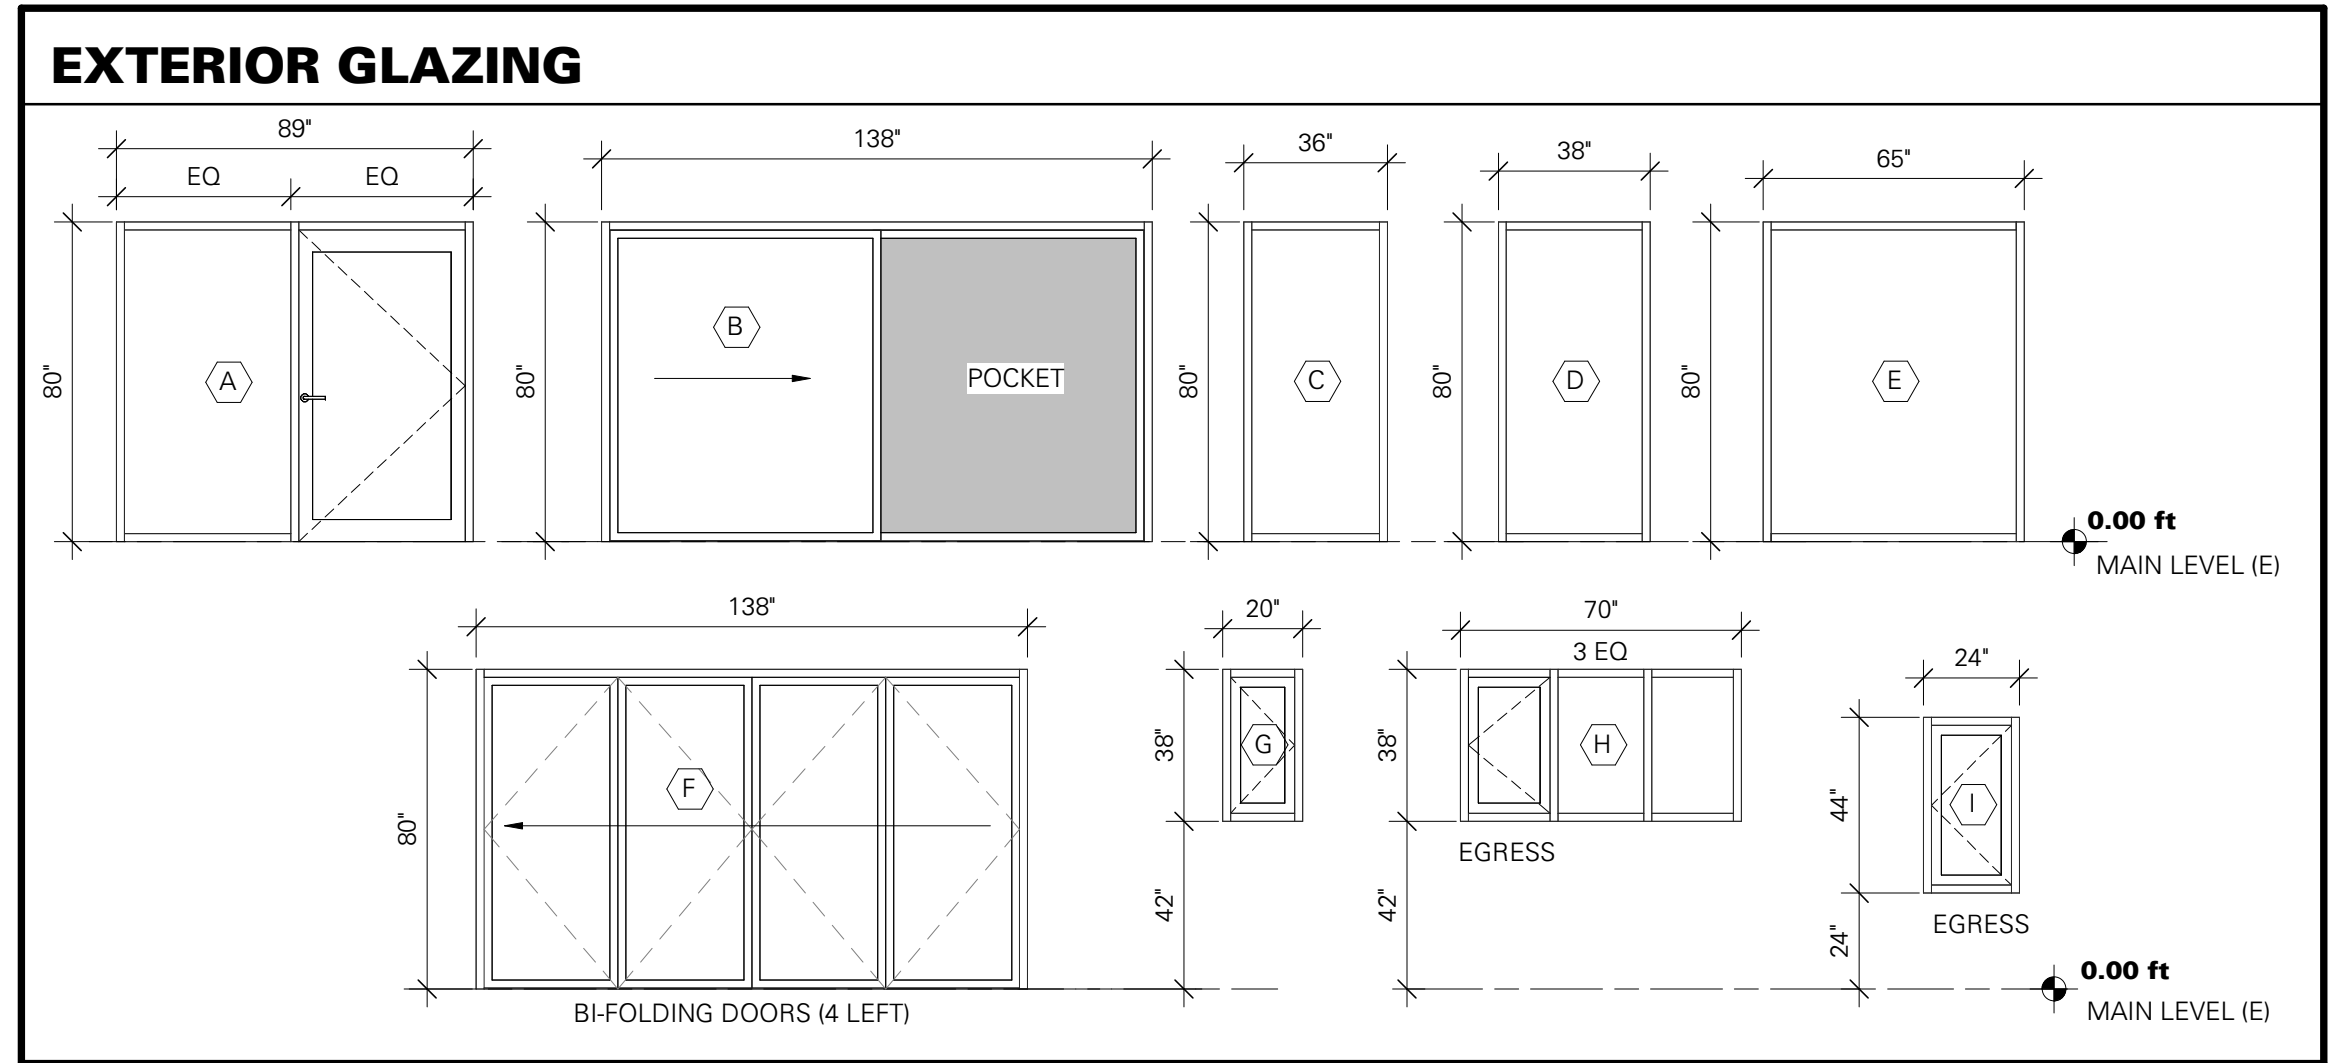 EXTERIOR GLAZING
89"
EQ EQ
80"
A
138"
80"
B
POCKET
36"
80"
C
38"
80"
D
65"
80"
E
0.00 ft
MAIN LEVEL (E)
138"
80"
F
BI-FOLDING DOORS (4 LEFT)
20"
38"
G
42"
70"
3 EQ
38"
H
EGRESS
42"
24"
44"
I
EGRESS
24"
0.00 ft
MAIN LEVEL (E)